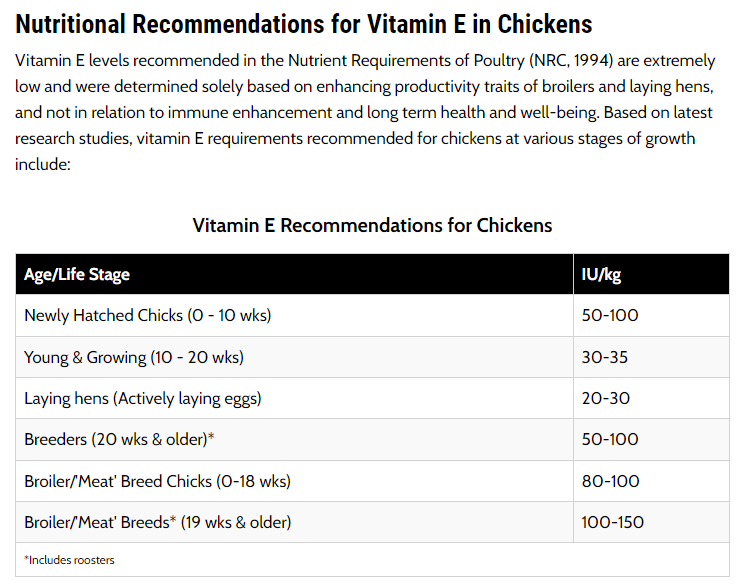 Nutritional Recommendations for Vitamin E in Chickens
Vitamin E levels recommended in the Nutrient Requirements of Poultry (NRC, 1994) are extremely
low and were determined solely based on enhancing productivity traits of broilers and laying hens,
and not in relation to immune enhancement and long term health and well-being. Based on latest
research studies, vitamin E requirements recommended for chickens at various stages of growth
include:
Vitamin E Recommendations for Chickens
Age/Life Stage IU/kg
Newly Hatched Chicks (0 - 10 wks) 50-100
Young & Growing (10 - 20 wks) 30-35
Laying hens (Actively laying eggs) 20-30
Breeders (20 wks & older)* 50-100
Broiler/'Meat' Breed Chicks (0-18 wks) 80-100
Broiler/'Meat' Breeds* (19 wks & older) 100-150
*Includes roosters